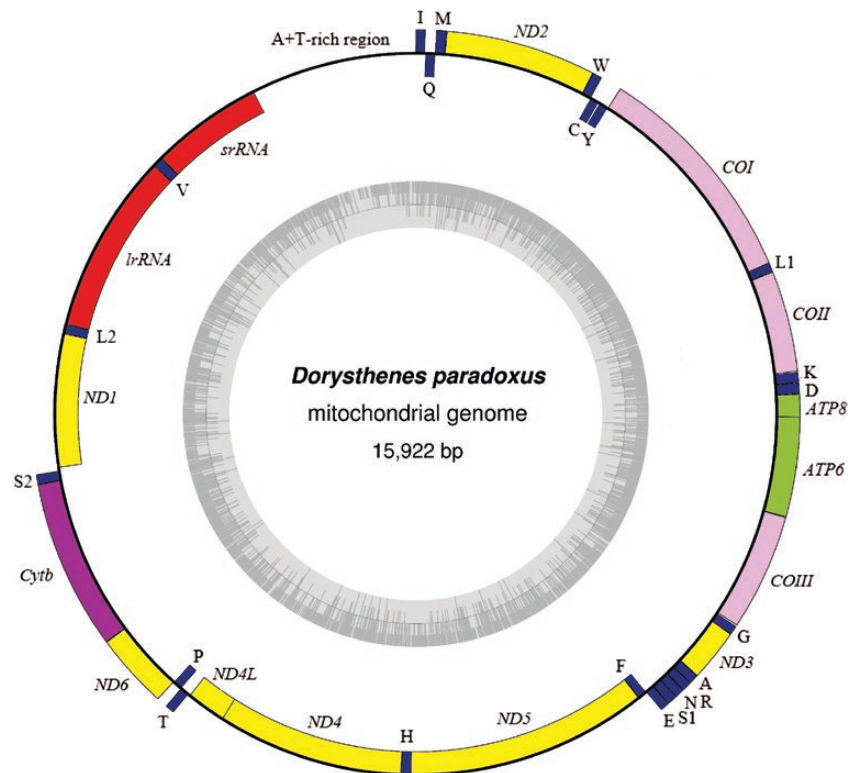 A+T-rich region
I
M
ND2
W
Q
C
Y
COI
L1
COII
K
D
ATP8
ATP6
COIII
G
ND3
A
R
N
S1
E
F
ND5
H
ND4
ND4L
P
T
ND6
Cytb
S2
ND1
L2
lrRNA
V
srRNA
Dorysthenes paradoxus
mitochondrial genome
15,922 bp